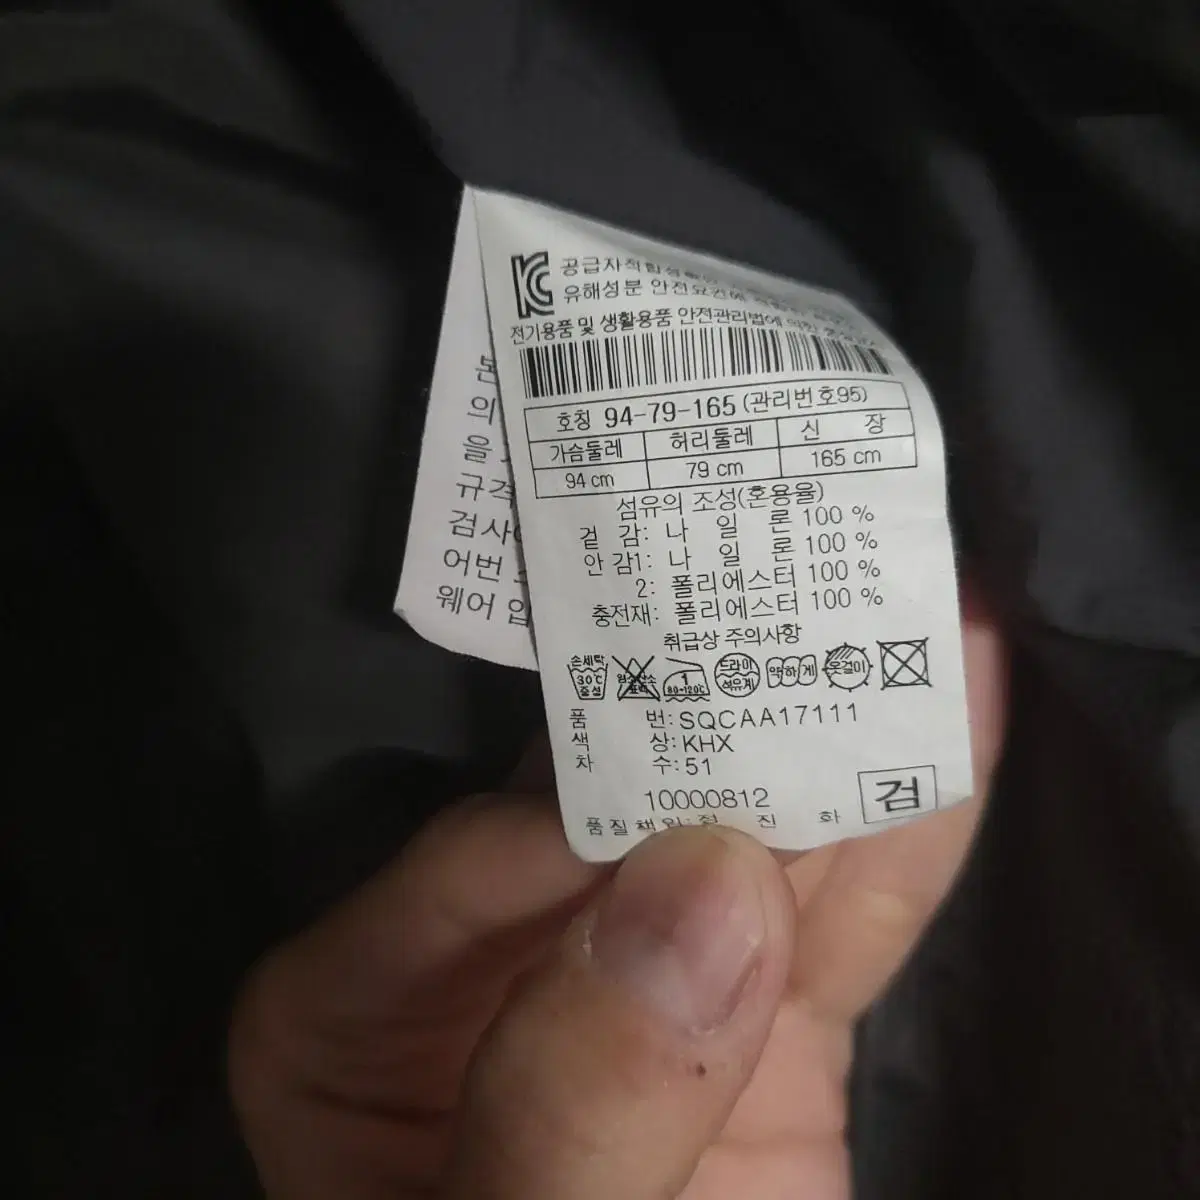 공급자적합성
유해성분 안전요건에
전기용품 및 생활용품 안전관리법에 의한
호칭 94-79-165 (관리번호95)
가슴둘레 허리둘레 신 장
94 cm 79 cm 165 cm
섬유의 조성(혼용율)
겉 감: 나 일 론 100 %
안 감1: 나 일 론 100 %
2: 폴리에스터 100 %
충전재: 폴리에스터 100 %
취급상 주의사항
손세탁 30℃ 중성
1 80~120℃
드라이 석유계
약하게
옷걸이
품 번: SQCAA17111
색 상: KHX
차 수: 51
10000812
검
품질책임: 진 화
본
의
을
규격
검사
어번
웨어 입